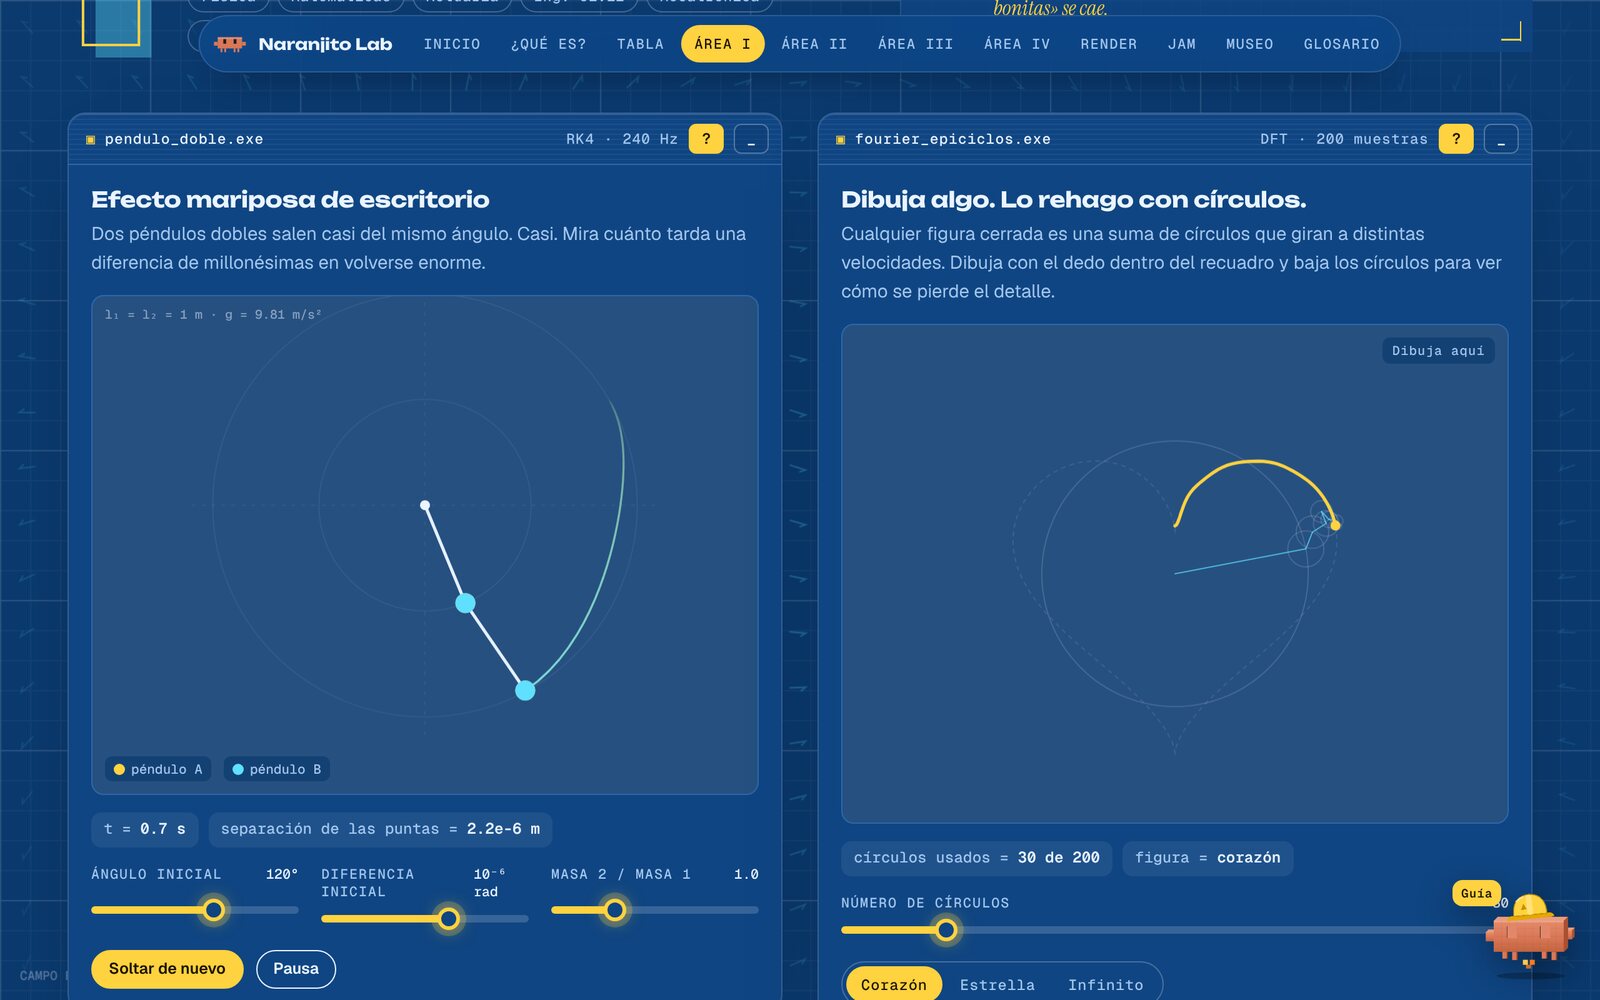 bonitas» se cae.
Naranjito Lab
INICIO
¿QUÉ ES?
TABLA
ÁREA I
ÁREA II
ÁREA III
ÁREA IV
RENDER
JAM
MUSEO
GLOSARIO
pendulo_doble.exe
RK4 · 240 Hz
?
_
Efecto mariposa de escritorio
Dos péndulos dobles salen casi del mismo ángulo. Casi. Mira cuánto tarda una
diferencia de millonésimas en volverse enorme.
l₁ = l₂ = 1 m · g = 9.81 m/s²
péndulo A
péndulo B
t = 0.7 s
separación de las puntas = 2.2e-6 m
ÁNGULO INICIAL
120°
DIFERENCIA
INICIAL
10⁻⁶
rad
MASA 2 / MASA 1
1.0
Soltar de nuevo
Pausa
CAMPO
fourier_epiciclos.exe
DFT · 200 muestras
?
_
Dibuja algo. Lo rehago con círculos.
Cualquier figura cerrada es una suma de círculos que giran a distintas
velocidades. Dibuja con el dedo dentro del recuadro y baja los círculos para ver
cómo se pierde el detalle.
Dibuja aquí
círculos usados = 30 de 200
figura = corazón
NÚMERO DE CÍRCULOS
Guía
Corazón
Estrella
Infinito